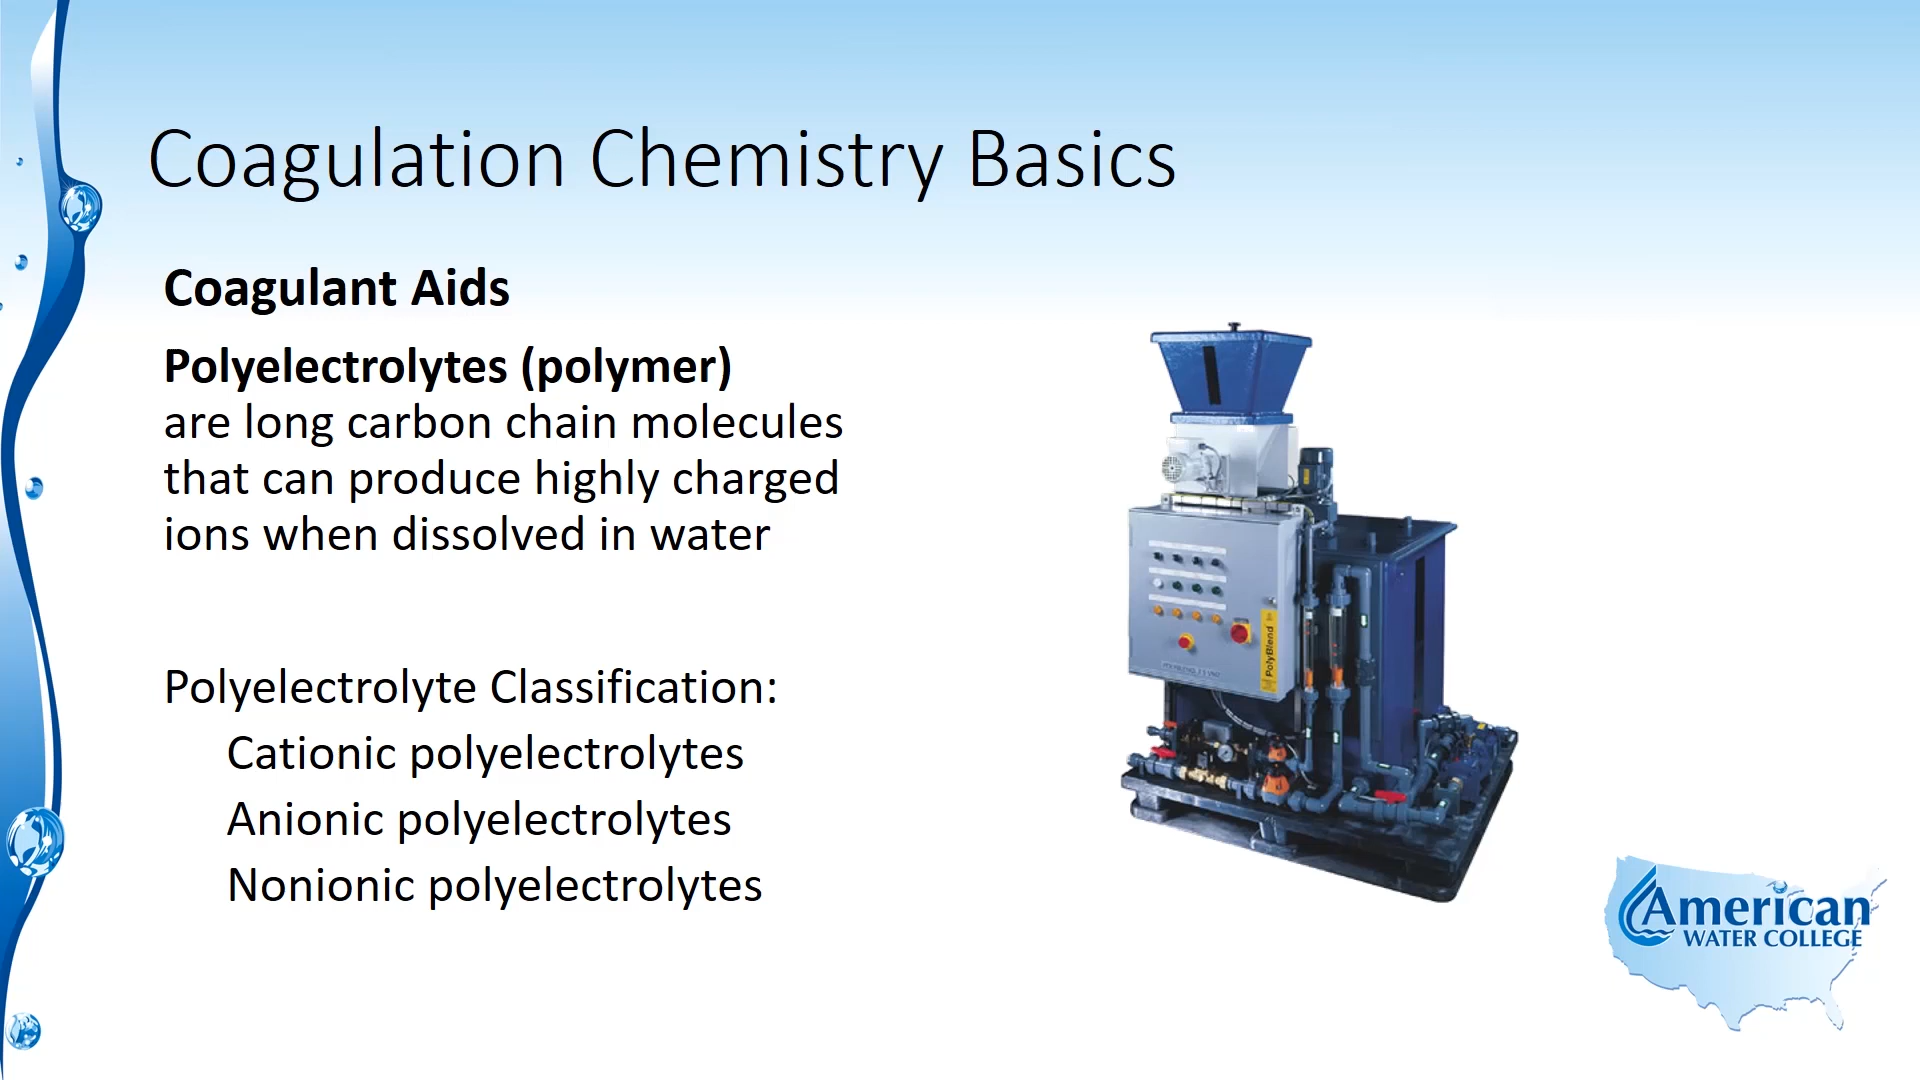 Coagulation Chemistry Basics
Coagulant Aids
Polyelectrolytes (polymer)
are long carbon chain molecules
that can produce highly charged
ions when dissolved in water
Polyelectrolyte Classification:
Cationic polyelectrolytes
Anionic polyelectrolytes
Nonionic polyelectrolytes
PolyBlend
American
WATER COLLEGE